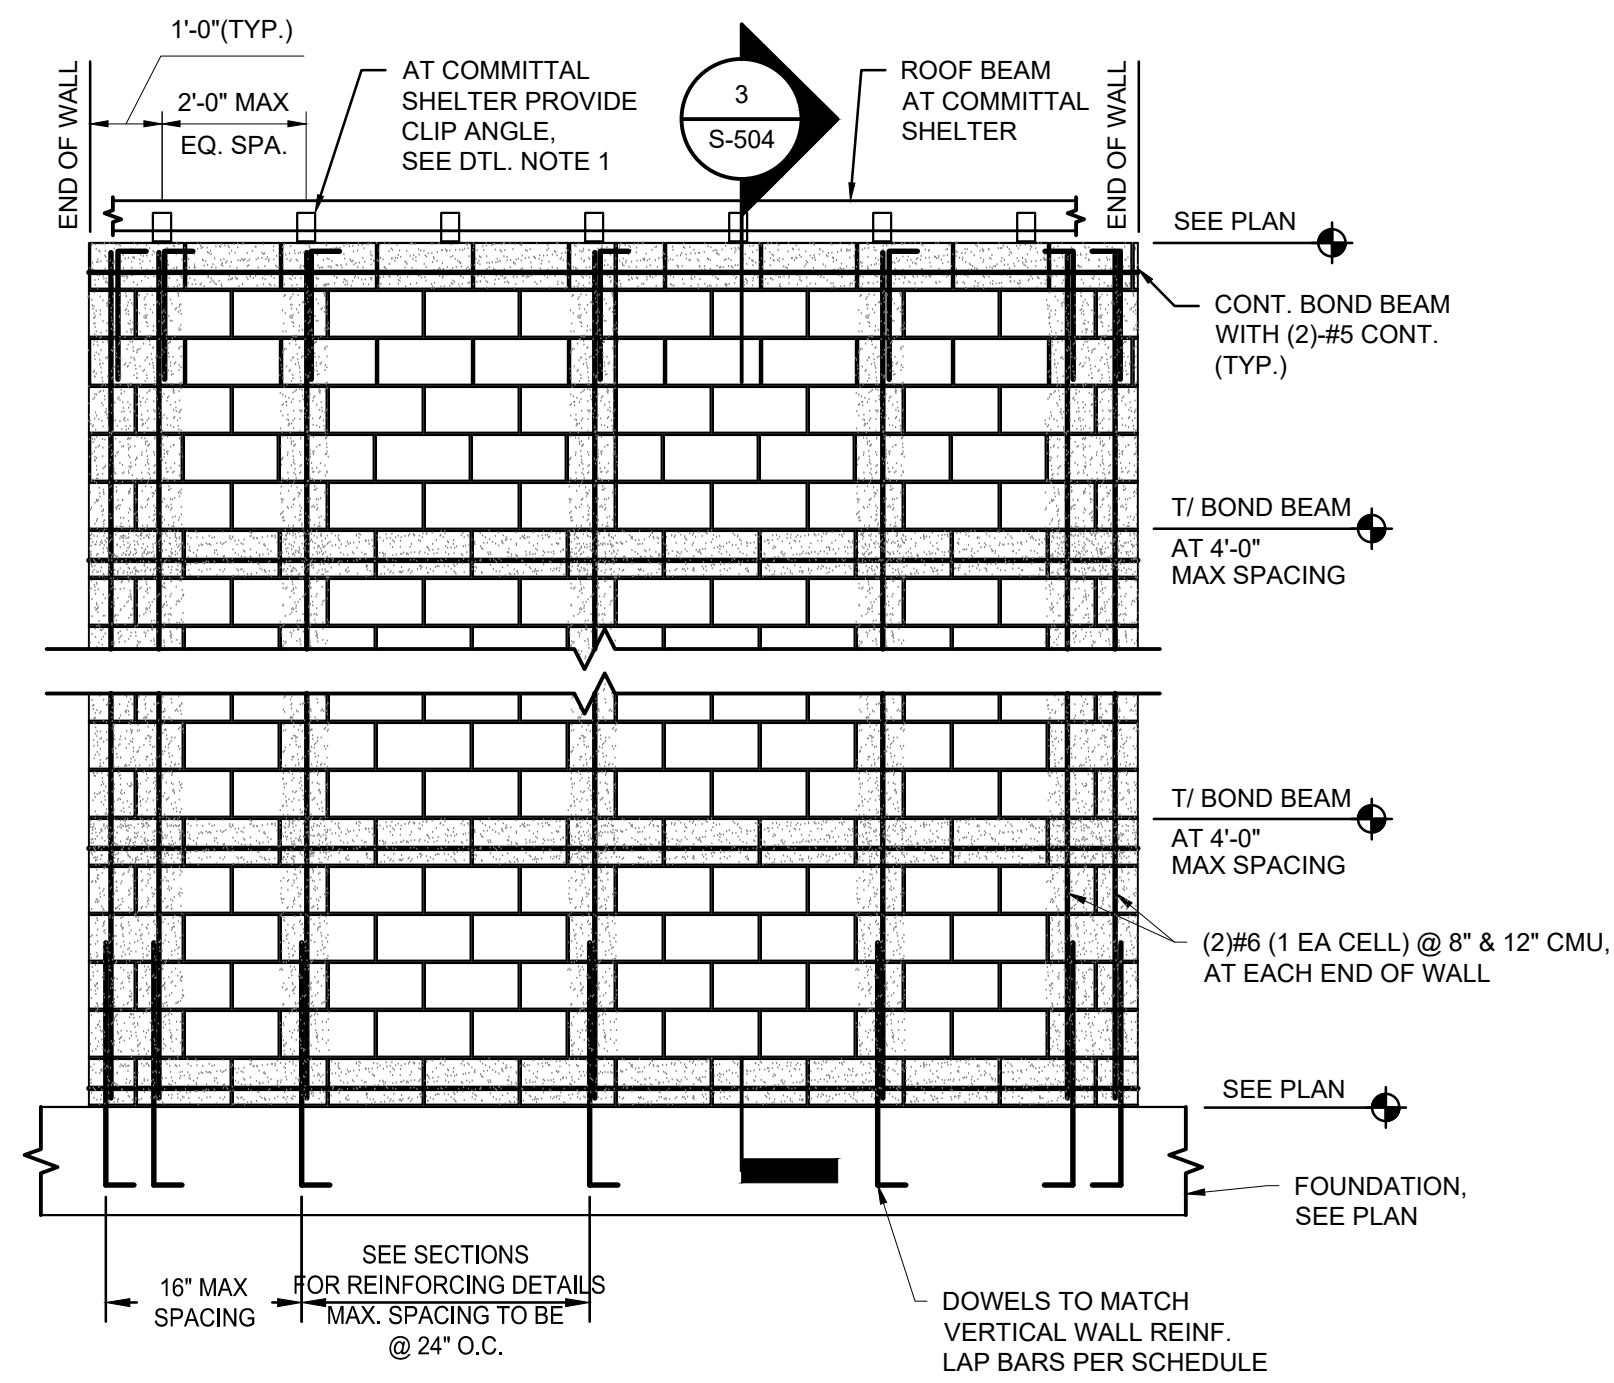 1'-0"(TYP.)
END OF WALL
2'-0" MAX
EQ. SPA.
AT COMMITTAL
SHELTER PROVIDE
CLIP ANGLE,
SEE DTL. NOTE 1
3
S-504
ROOF BEAM
AT COMMITTAL
SHELTER
END OF WALL
SEE PLAN
CONT. BOND BEAM
WITH (2)-#5 CONT.
(TYP.)
T/ BOND BEAM
AT 4'-0"
MAX SPACING
T/ BOND BEAM
AT 4'-0"
MAX SPACING
(2)#6 (1 EA CELL) @ 8" & 12" CMU,
AT EACH END OF WALL
SEE PLAN
FOUNDATION,
SEE PLAN
16" MAX
SPACING
SEE SECTIONS
FOR REINFORCING DETAILS
MAX. SPACING TO BE
@ 24" O.C.
DOWELS TO MATCH
VERTICAL WALL REINF.
LAP BARS PER SCHEDULE